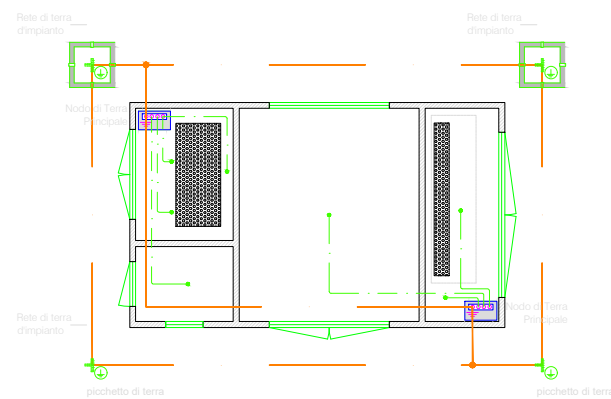 Rete di terra
d'impianto
Rete di terra
d'impianto
Nodo di Terra
Principale
Nodo di Terra
Principale
Rete di terra
d'impianto
picchetto di terra
picchetto di terra